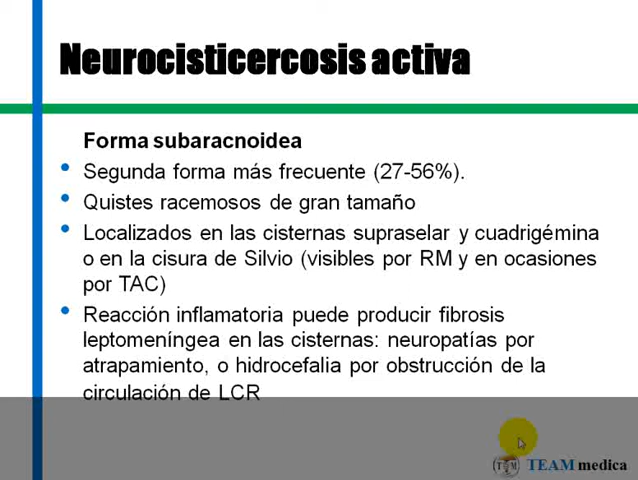 Neurocisticercosis activa
Forma subaracnoidea
• Segunda forma más frecuente (27-56%).
• Quistes racemosos de gran tamaño
• Localizados en las cisternas supraselar y cuadrigémina
o en la cisura de Silvio (visibles por RM y en ocasiones
por TAC)
• Reacción inflamatoria puede producir fibrosis
leptomeníngea en las cisternas: neuropatías por
atrapamiento, o hidrocefalia por obstrucción de la
circulación de LCR
TEAM medica